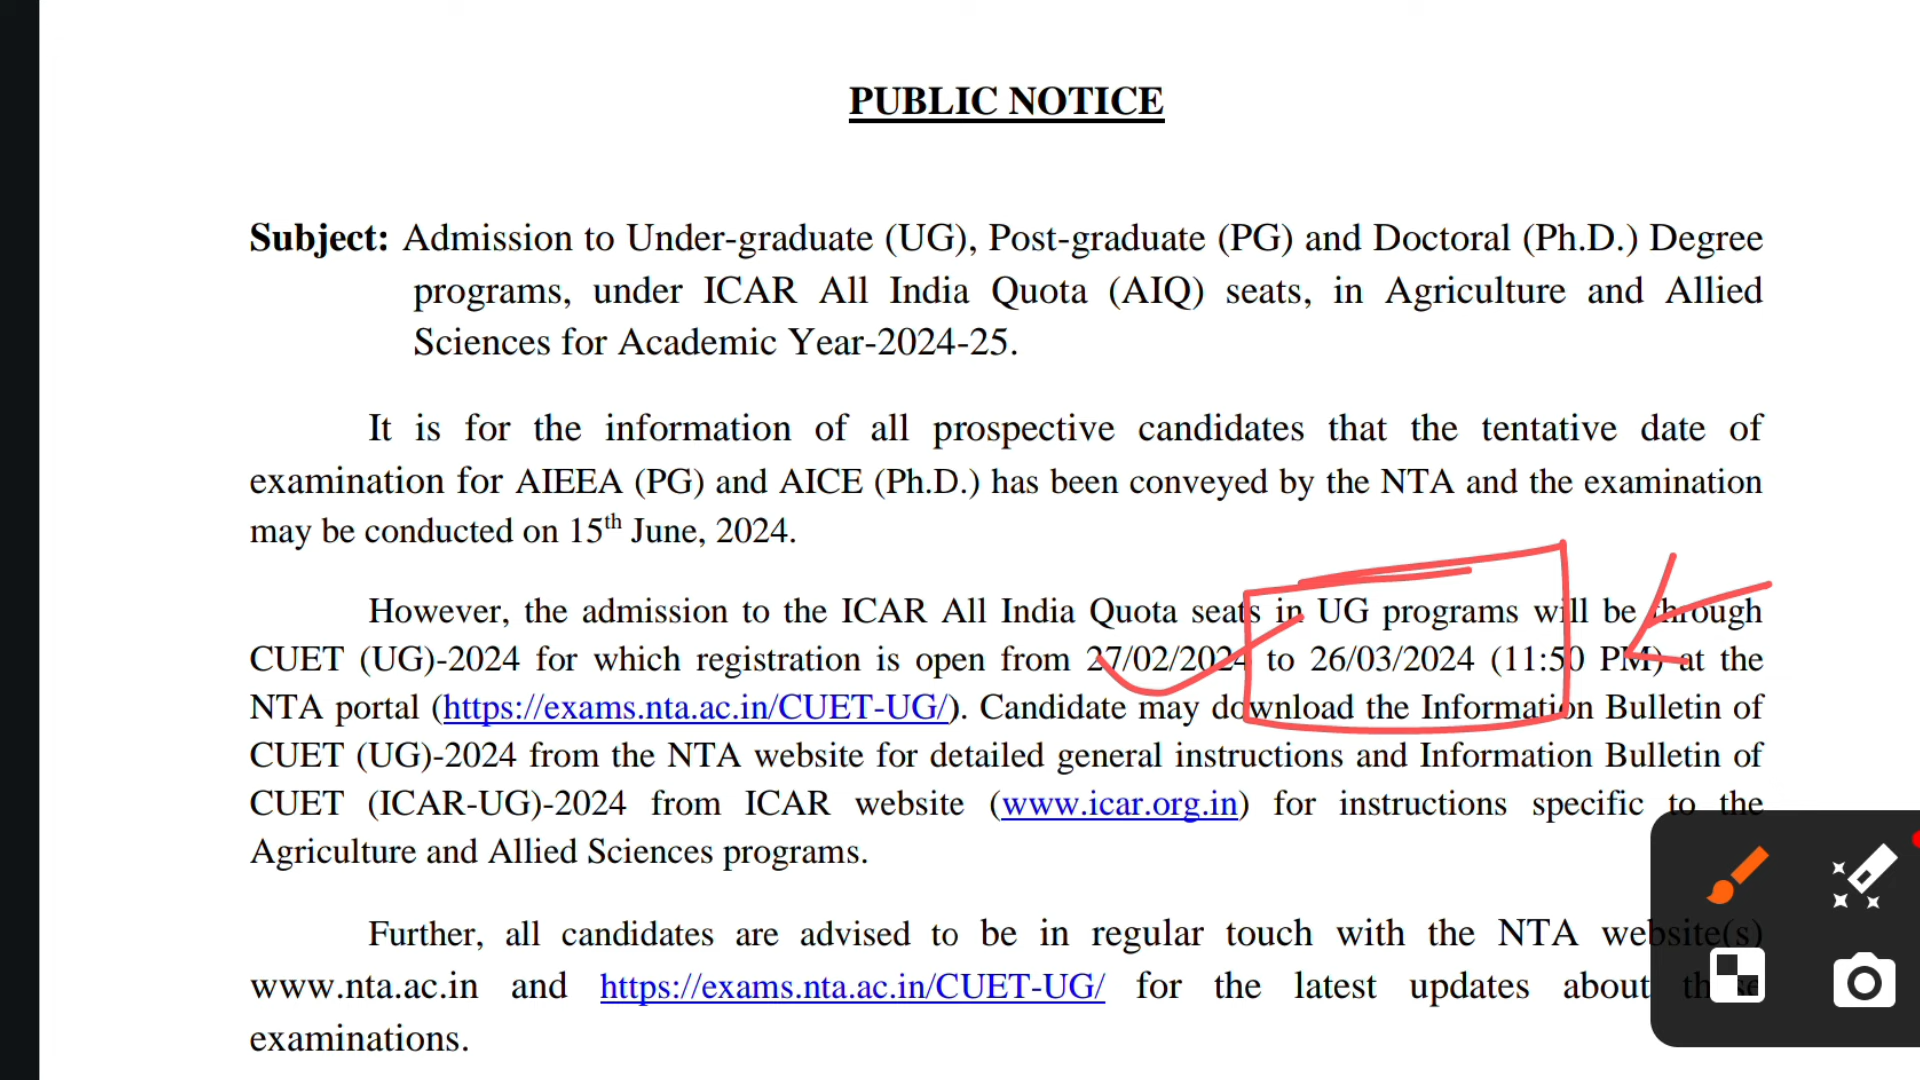 PUBLIC NOTICE
Subject: Admission to Under-graduate (UG), Post-graduate (PG) and Doctoral (Ph.D.) Degree
programs, under ICAR All India Quota (AIQ) seats, in Agriculture and Allied
Sciences for Academic Year-2024-25.
It is for the information of all prospective candidates that the tentative date of
examination for AIEEA (PG) and AICE (Ph.D.) has been conveyed by the NTA and the examination
may be conducted on 15th June, 2024.
However, the admission to the ICAR All India Quota seats in UG programs will be through
CUET (UG)-2024 for which registration is open from 27/02/2024 to 26/03/2024 (11:50 PM) at the
NTA portal (https://exams.nta.ac.in/CUET-UG/). Candidate may download the Information Bulletin of
CUET (UG)-2024 from the NTA website for detailed general instructions and Information Bulletin of
CUET (ICAR-UG)-2024 from ICAR website (www.icar.org.in) for instructions specific to the
Agriculture and Allied Sciences programs.
Further, all candidates are advised to be in regular touch with the NTA website(s)
www.nta.ac.in and https://exams.nta.ac.in/CUET-UG/ for the latest updates about
examinations.